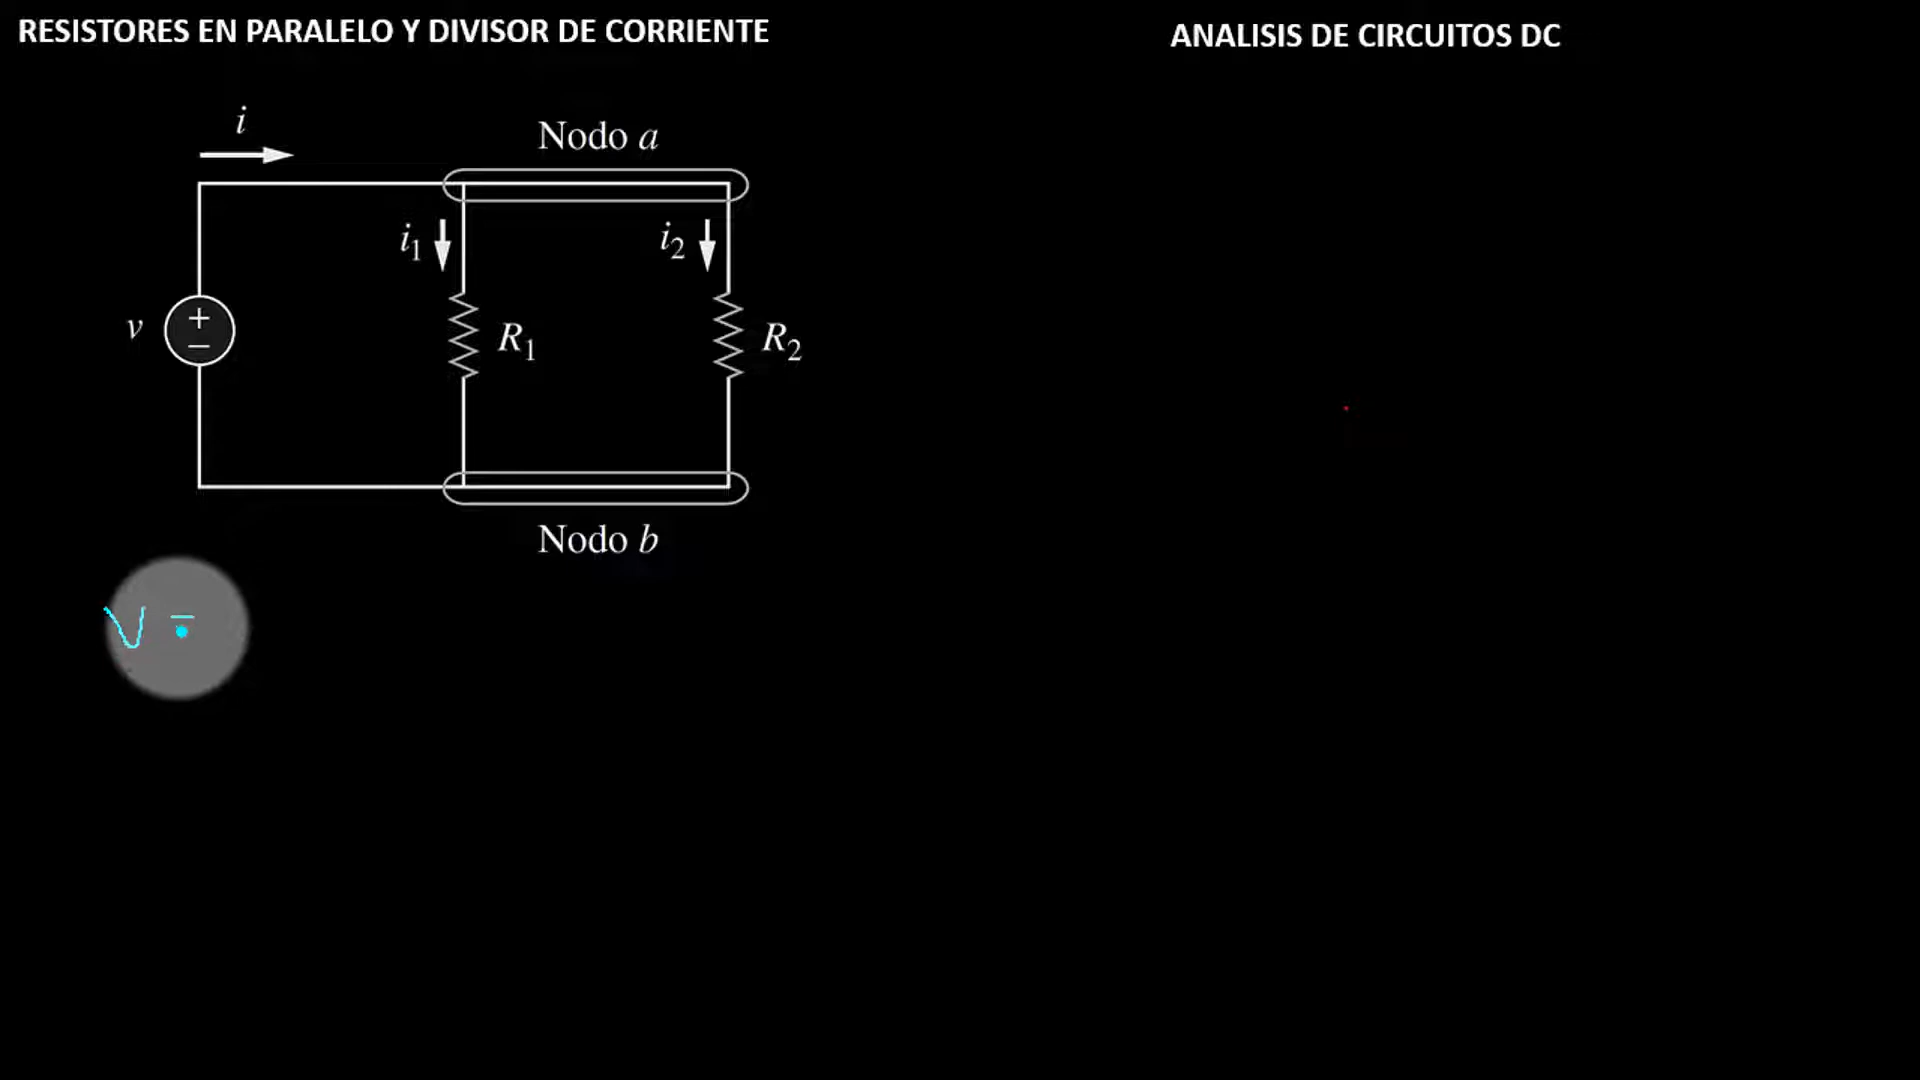 RESISTORES EN PARALELO Y DIVISOR DE CORRIENTE
ANALISIS DE CIRCUITOS DC
i
Nodo a
i₁
i₂
v
+
−
R₁
R₂
Nodo b
V =